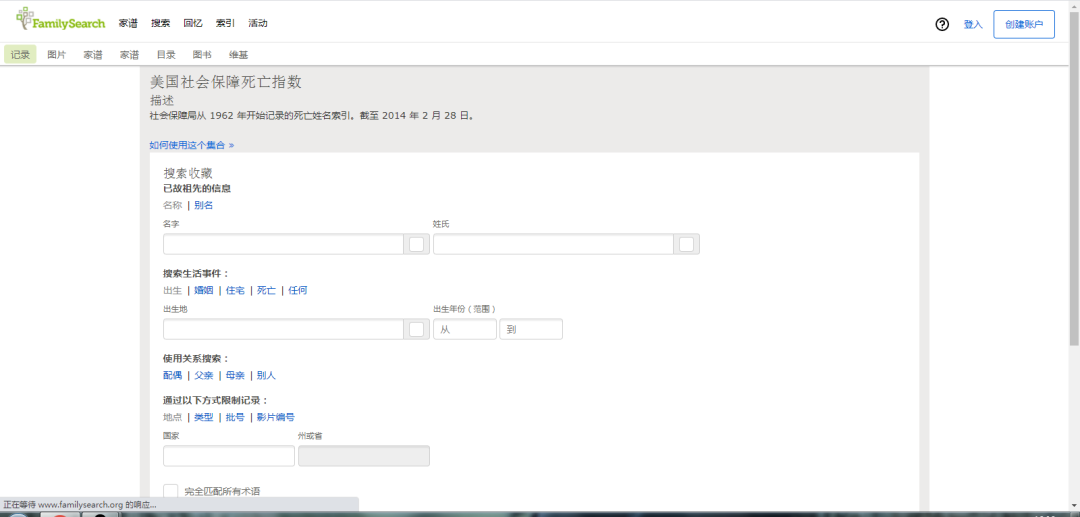 FamilySearch 家谱 搜索 回忆 索引 活动 登入 创建账户
记录 图片 家谱 家谱 目录 图书 维基
美国社会保障死亡指数
描述
社会保障局从 1962 年开始记录的死亡姓名索引。截至 2014 年 2 月 28 日。
如何使用这个集合 »
搜索收藏
已故祖先的信息
名称 | 别名
名字 姓氏
搜索生活事件：
出生 | 婚姻 | 住宅 | 死亡 | 任何
出生地 出生年份（范围）
从 到
使用关系搜索：
配偶 | 父亲 | 母亲 | 别人
通过以下方式限制记录：
地点 | 类型 | 批号 | 影片编号
国家 州或省
完全匹配所有术语
正在等待 www.familysearch.org 的响应...